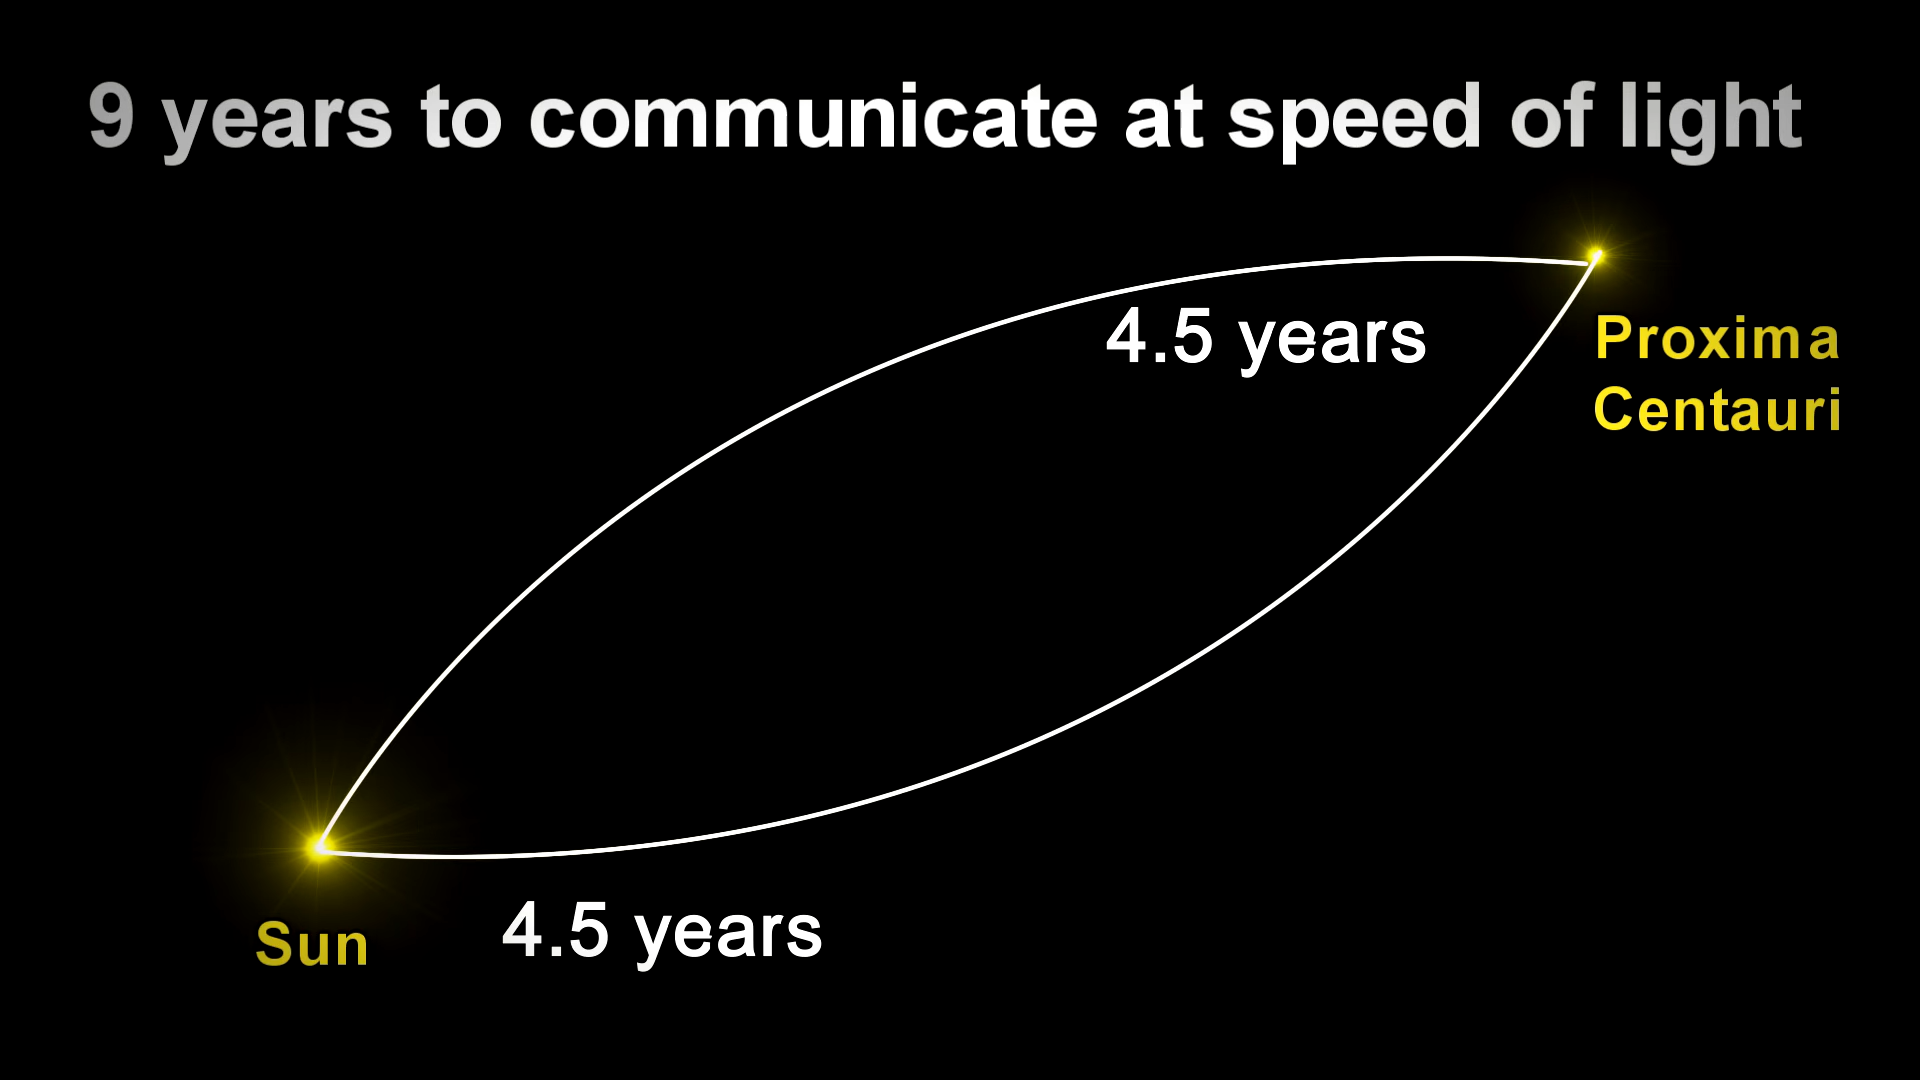 9 years to communicate at speed of light
4.5 years
Proxima
Centauri
Sun
4.5 years